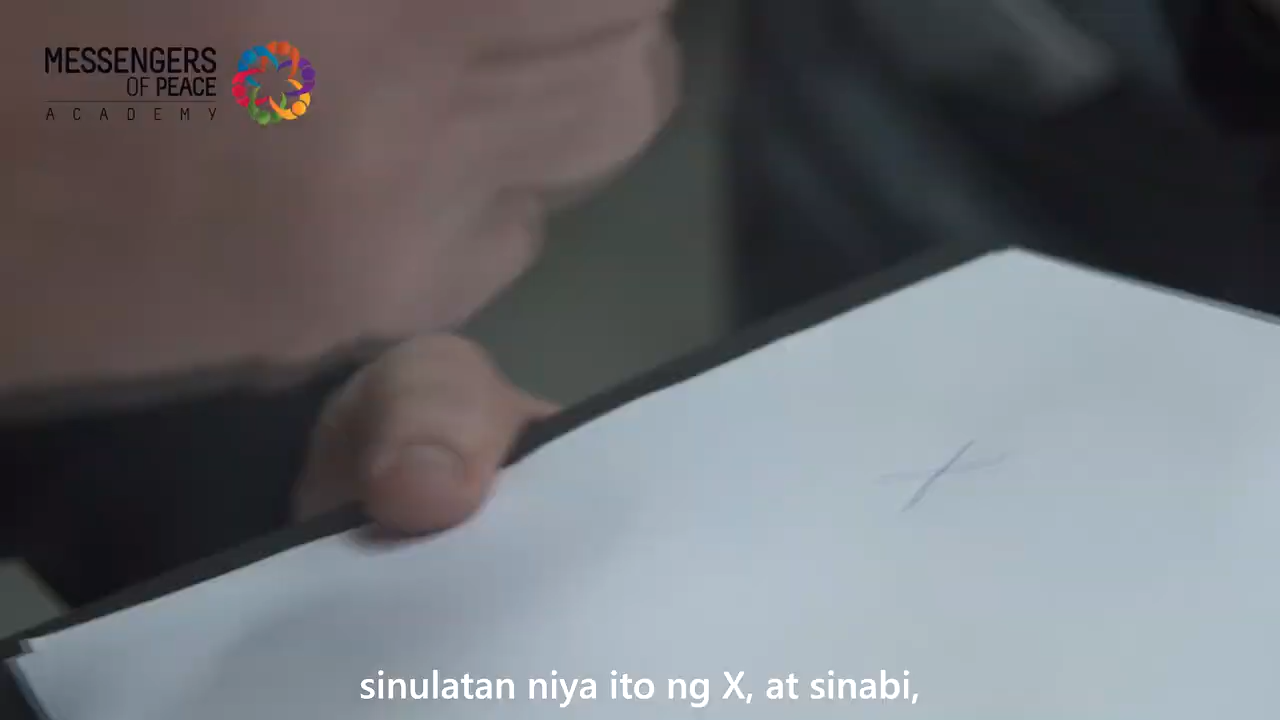 MESSENGERS
OF PEACE
ACADEMY
X
sinulatan niya ito ng X, at sinabi,